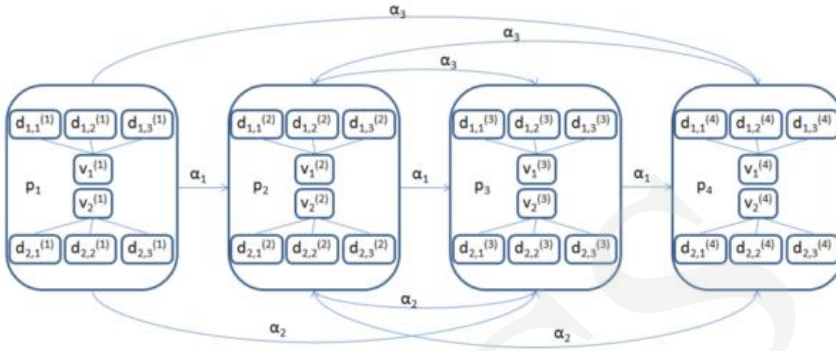 α₃
α₃
α₃
d₁,₁⁽¹⁾ d₁,₂⁽¹⁾ d₁,₃⁽¹⁾ d₁,₁⁽²⁾ d₁,₂⁽²⁾ d₁,₃⁽²⁾ d₁,₁⁽³⁾ d₁,₂⁽³⁾ d₁,₃⁽³⁾ d₁,₁⁽⁴⁾ d₁,₂⁽⁴⁾ d₁,₃⁽⁴⁾
v₁⁽¹⁾ v₁⁽²⁾ v₁⁽³⁾ v₁⁽⁴⁾
p₁ α₁ p₂ α₁ p₃ α₁ p₄
v₂⁽¹⁾ v₂⁽²⁾ v₂⁽³⁾ v₂⁽⁴⁾
d₂,₁⁽¹⁾ d₂,₂⁽¹⁾ d₂,₃⁽¹⁾ d₂,₁⁽²⁾ d₂,₂⁽²⁾ d₂,₃⁽²⁾ d₂,₁⁽³⁾ d₂,₂⁽³⁾ d₂,₃⁽³⁾ d₂,₁⁽⁴⁾ d₂,₂⁽⁴⁾ d₂,₃⁽⁴⁾
α₂
α₂ α₂